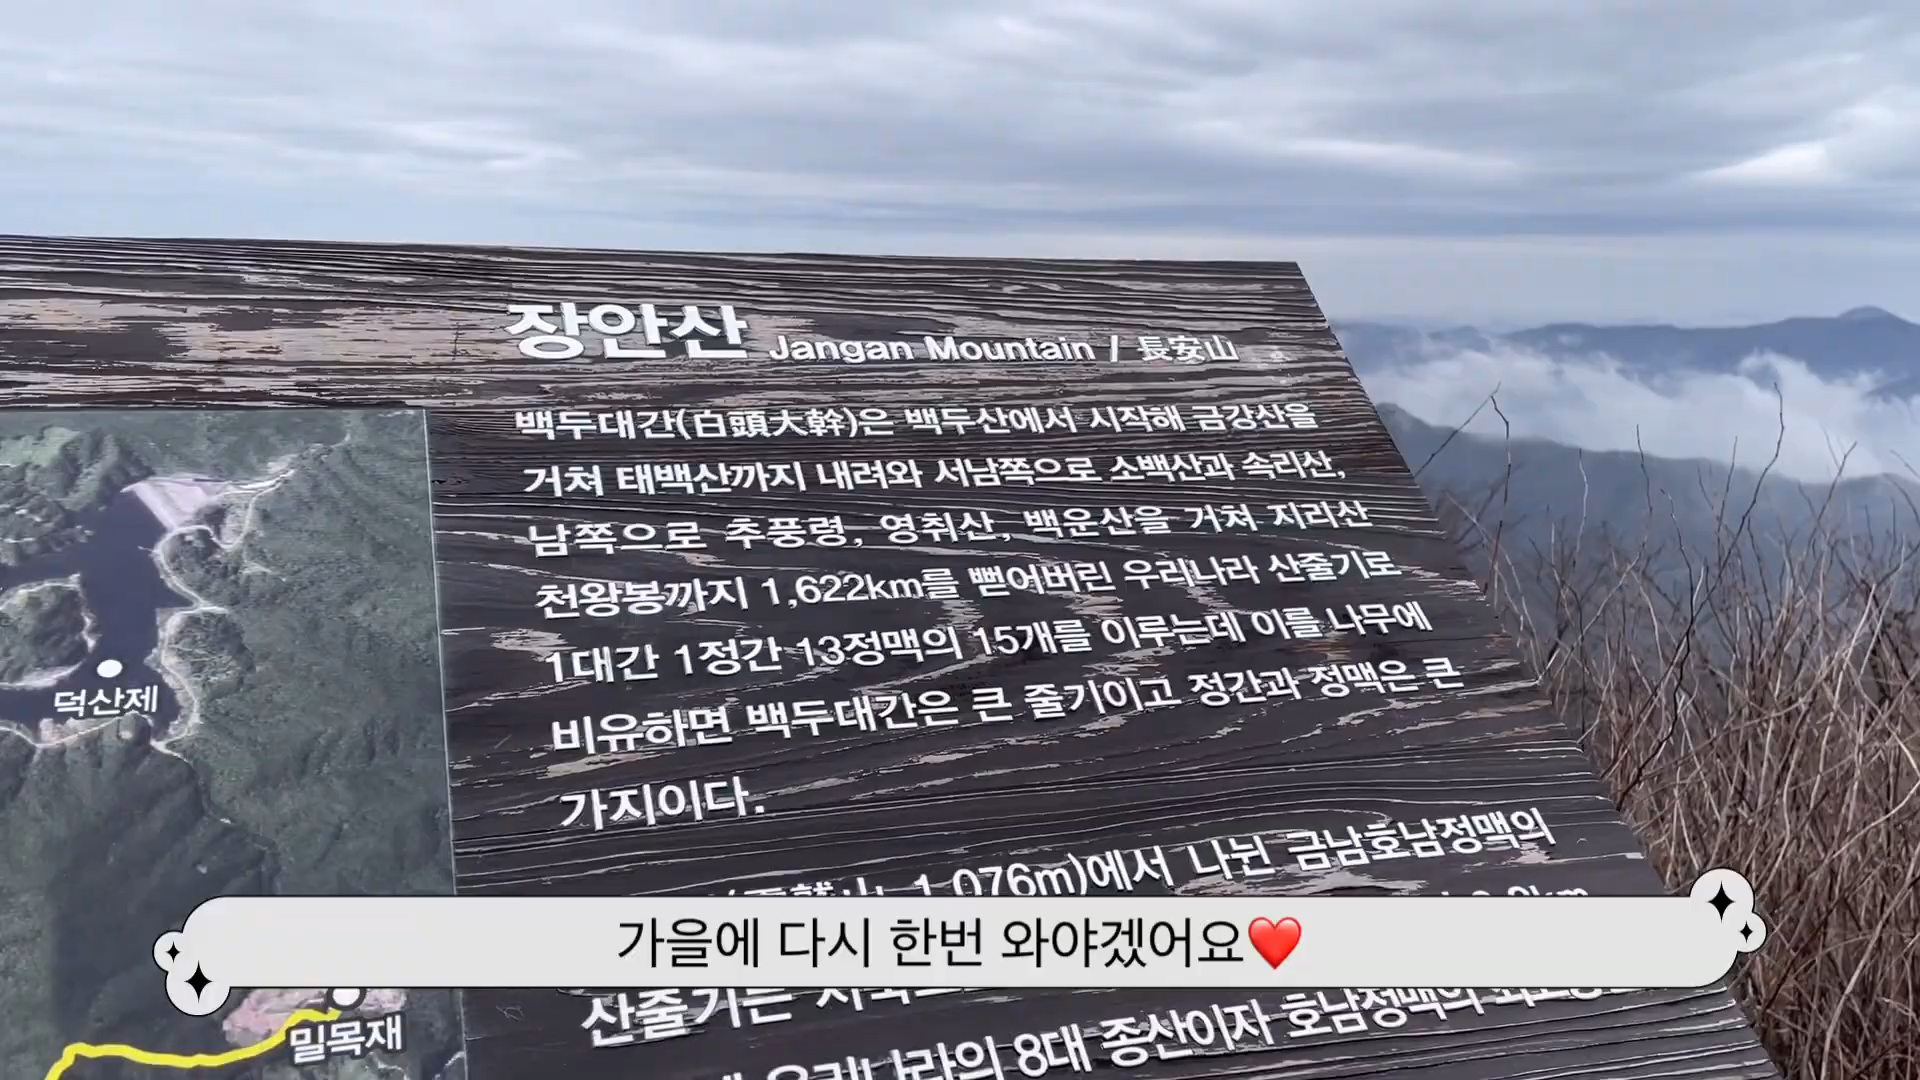 장안산 Jangan Mountain / 長安山
백두대간(白頭大幹)은 백두산에서 시작해 금강산을
거쳐 태백산까지 내려와 서남쪽으로 소백산과 속리산,
남쪽으로 추풍령, 영취산, 백운산을 거쳐 지리산
천왕봉까지 1,622km를 뻗어버린 우리나라 산줄기로
1대간 1정간 13정맥의 15개를 이루는데 이를 나무에
비유하면 백두대간은 큰 줄기이고 정간과 정맥은 큰
가지이다.
1,076m)에서 나뉜 금남호남정맥의
산줄기는
우리나라의 8대 종산이자 호남정맥의
덕산제
밀목재
가을에 다시 한번 와야겠어요❤️